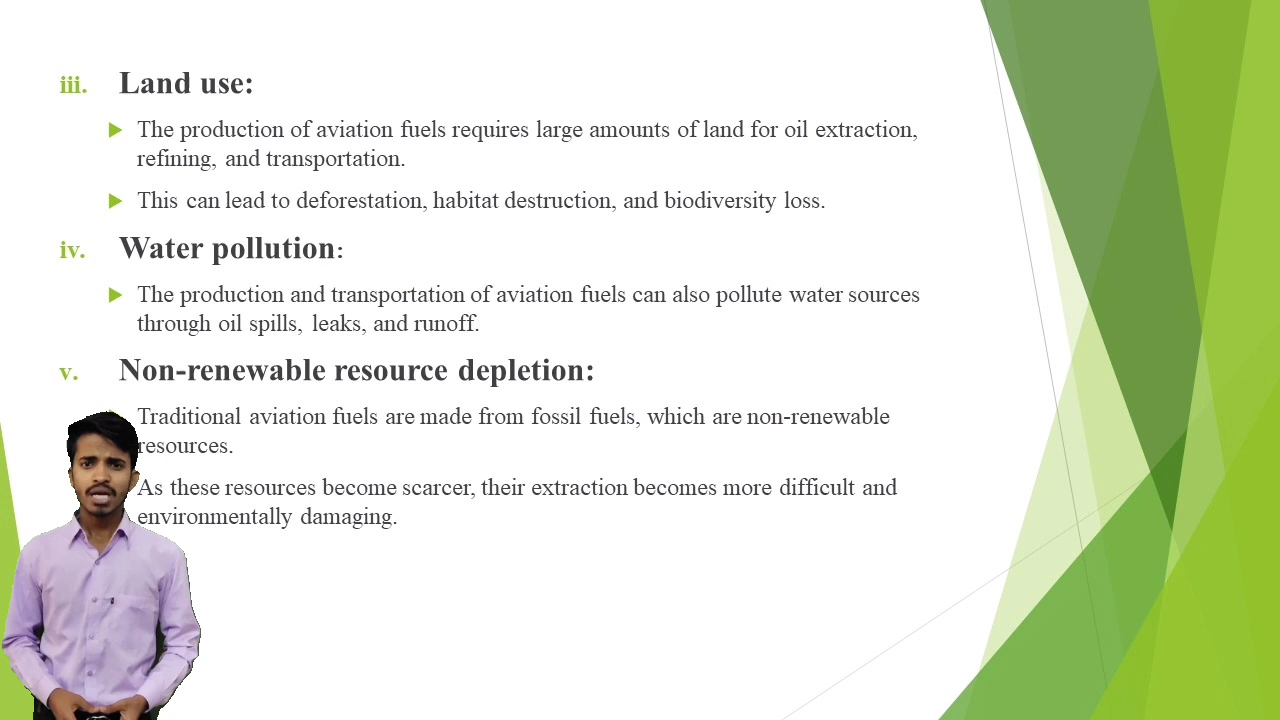 iii. Land use:
The production of aviation fuels requires large amounts of land for oil extraction,
refining, and transportation.
This can lead to deforestation, habitat destruction, and biodiversity loss.
iv. Water pollution:
The production and transportation of aviation fuels can also pollute water sources
through oil spills, leaks, and runoff.
v. Non-renewable resource depletion:
Traditional aviation fuels are made from fossil fuels, which are non-renewable
resources.
As these resources become scarcer, their extraction becomes more difficult and
environmentally damaging.